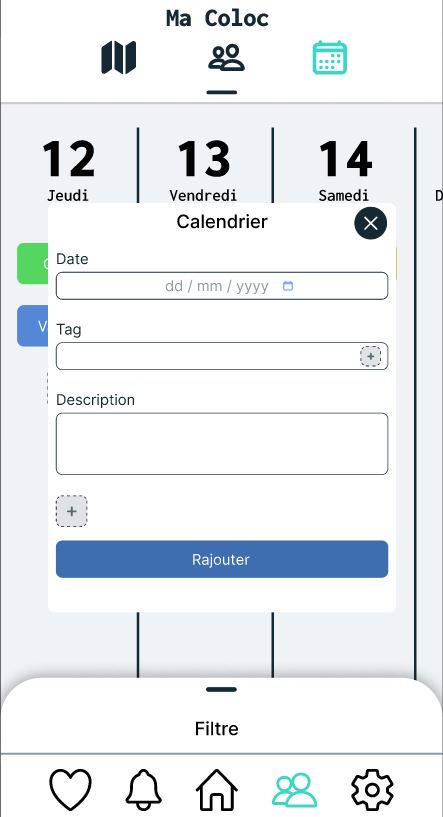 Ma Coloc
12 13 14
Jeudi Vendredi Samedi D
Calendrier
Date
dd / mm / yyyy
Tag
+
Description
+
Rajouter
Filtre